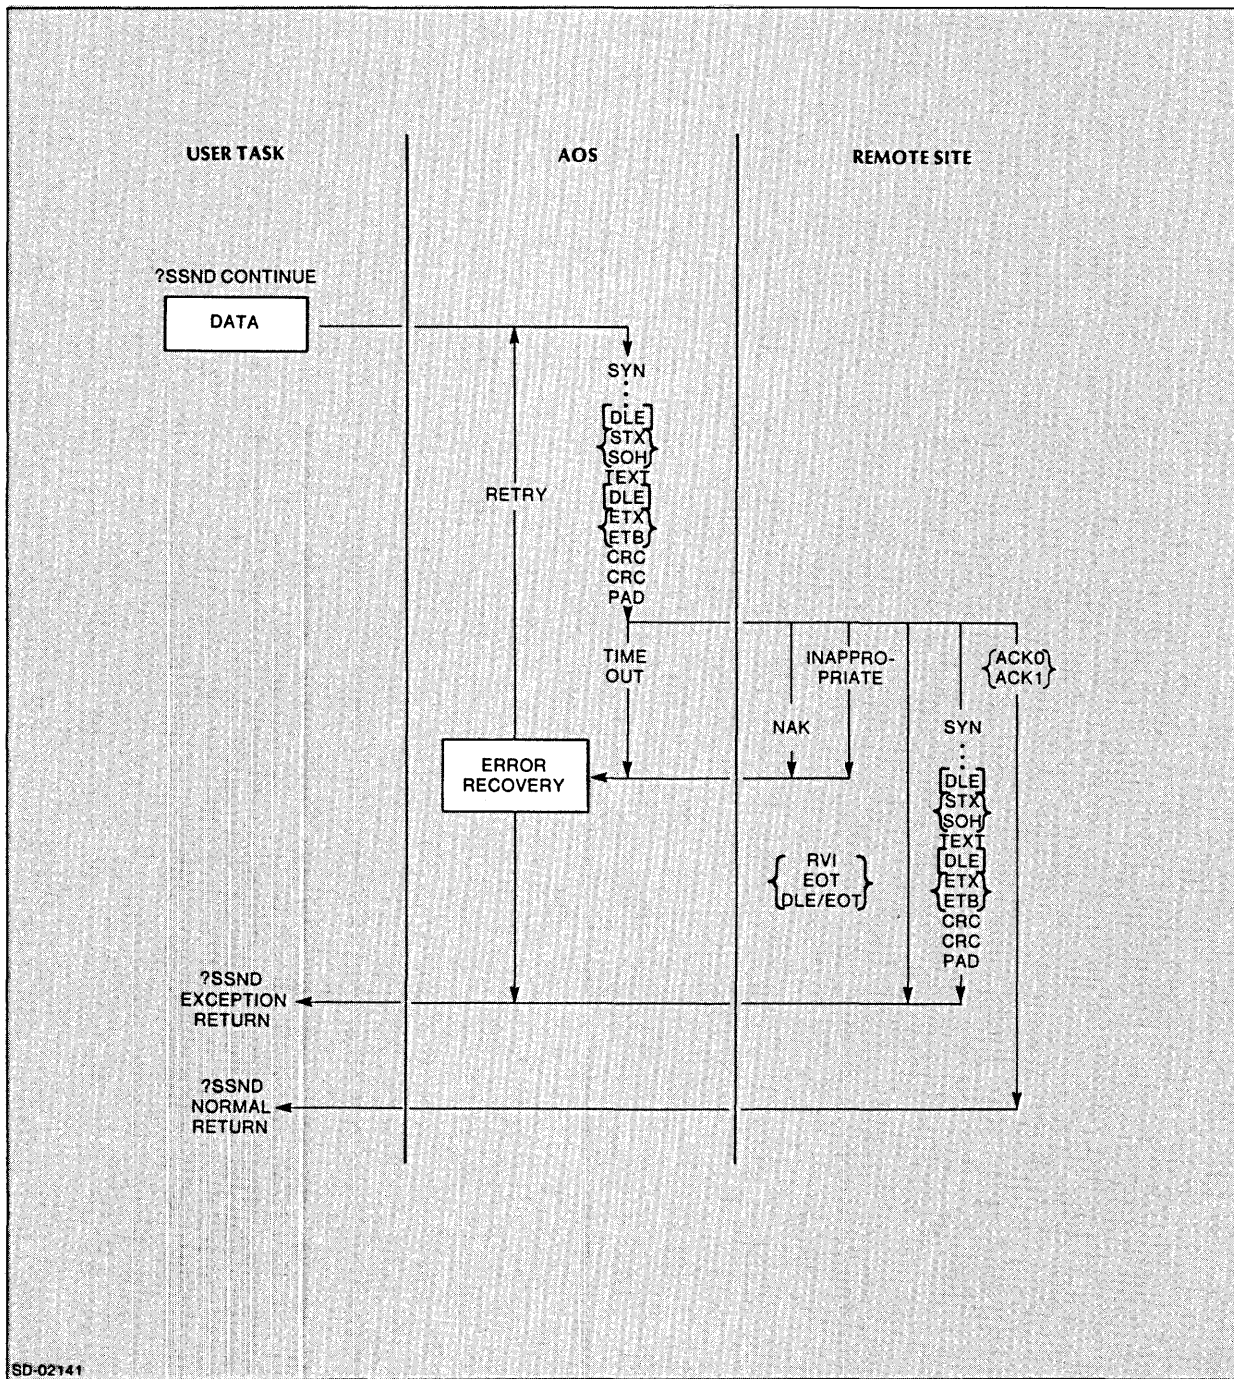 USER TASK
AOS
REMOTE SITE
?SSND CONTINUE
DATA
SYN
[DLE]
{STX
SOH}
TEXT
[DLE]
{ETX
ETB}
CRC
CRC
PAD
RETRY
TIME
OUT
INAPPRO-
PRIATE
{ACK0
ACK1}
NAK
SYN
[DLE]
{STX
SOH}
TEXT
[DLE]
{ETX
ETB}
CRC
CRC
PAD
ERROR
RECOVERY
{RVI
EOT
DLE/EOT}
?SSND
EXCEPTION
RETURN
?SSND
NORMAL
RETURN
SD-02141